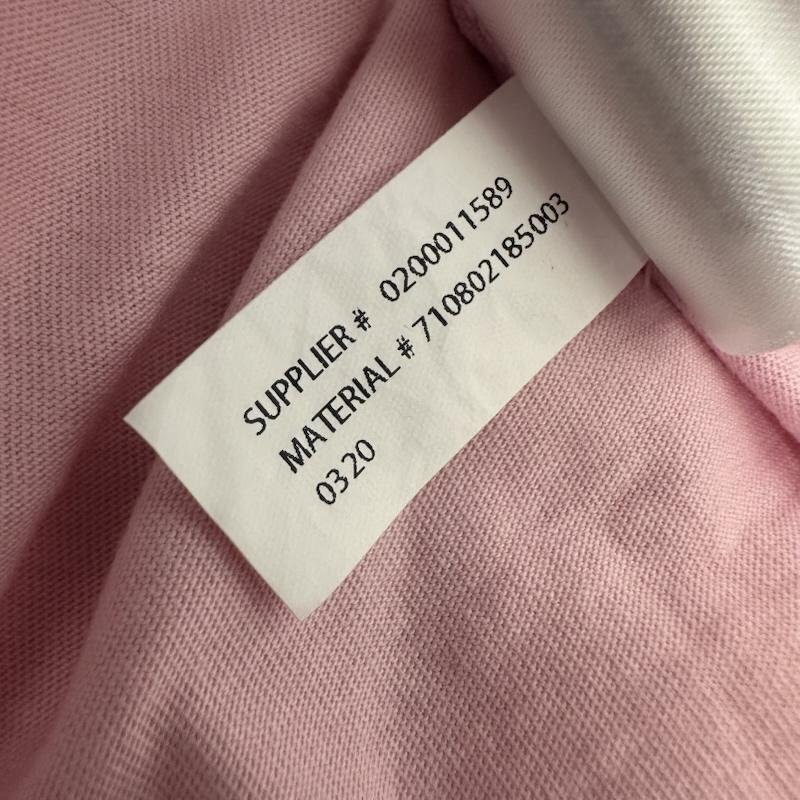 SUPPLIER # 0200011589
MATERIAL # 710802185003
0320